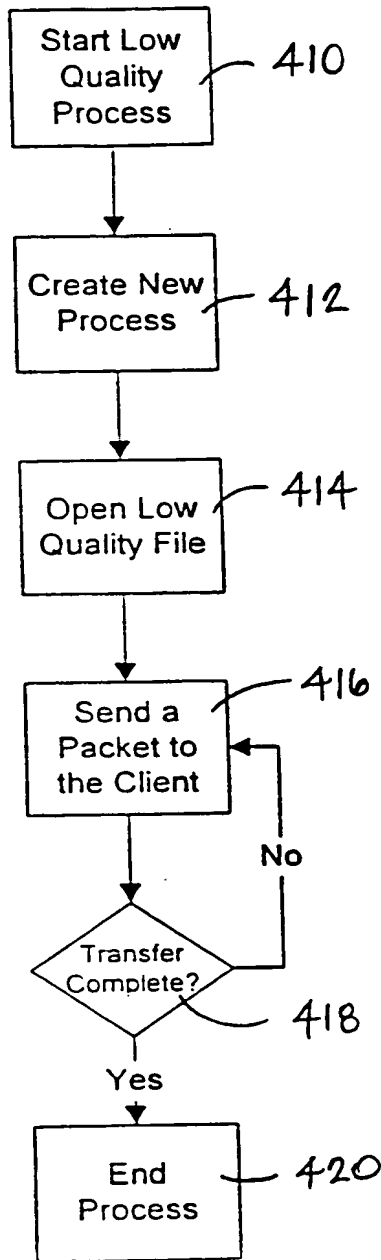 Start Low
Quality
Process
410
Create New
Process
412
Open Low
Quality File
414
Send a
Packet to
the Client
416
No
Transfer
Complete?
418
Yes
End
Process
420